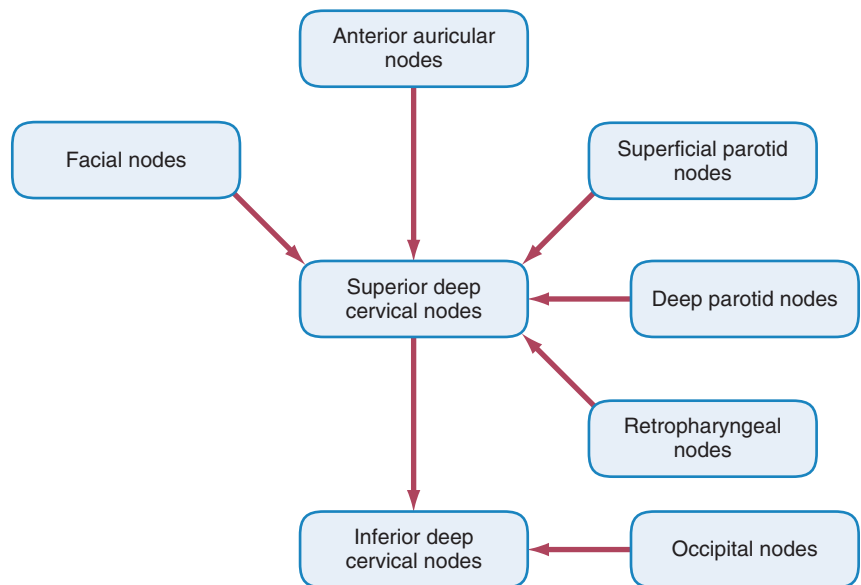 Anterior auricular
nodes
Facial nodes
Superficial parotid
nodes
Superior deep
cervical nodes
Deep parotid nodes
Retropharyngeal
nodes
Inferior deep
cervical nodes
Occipital nodes